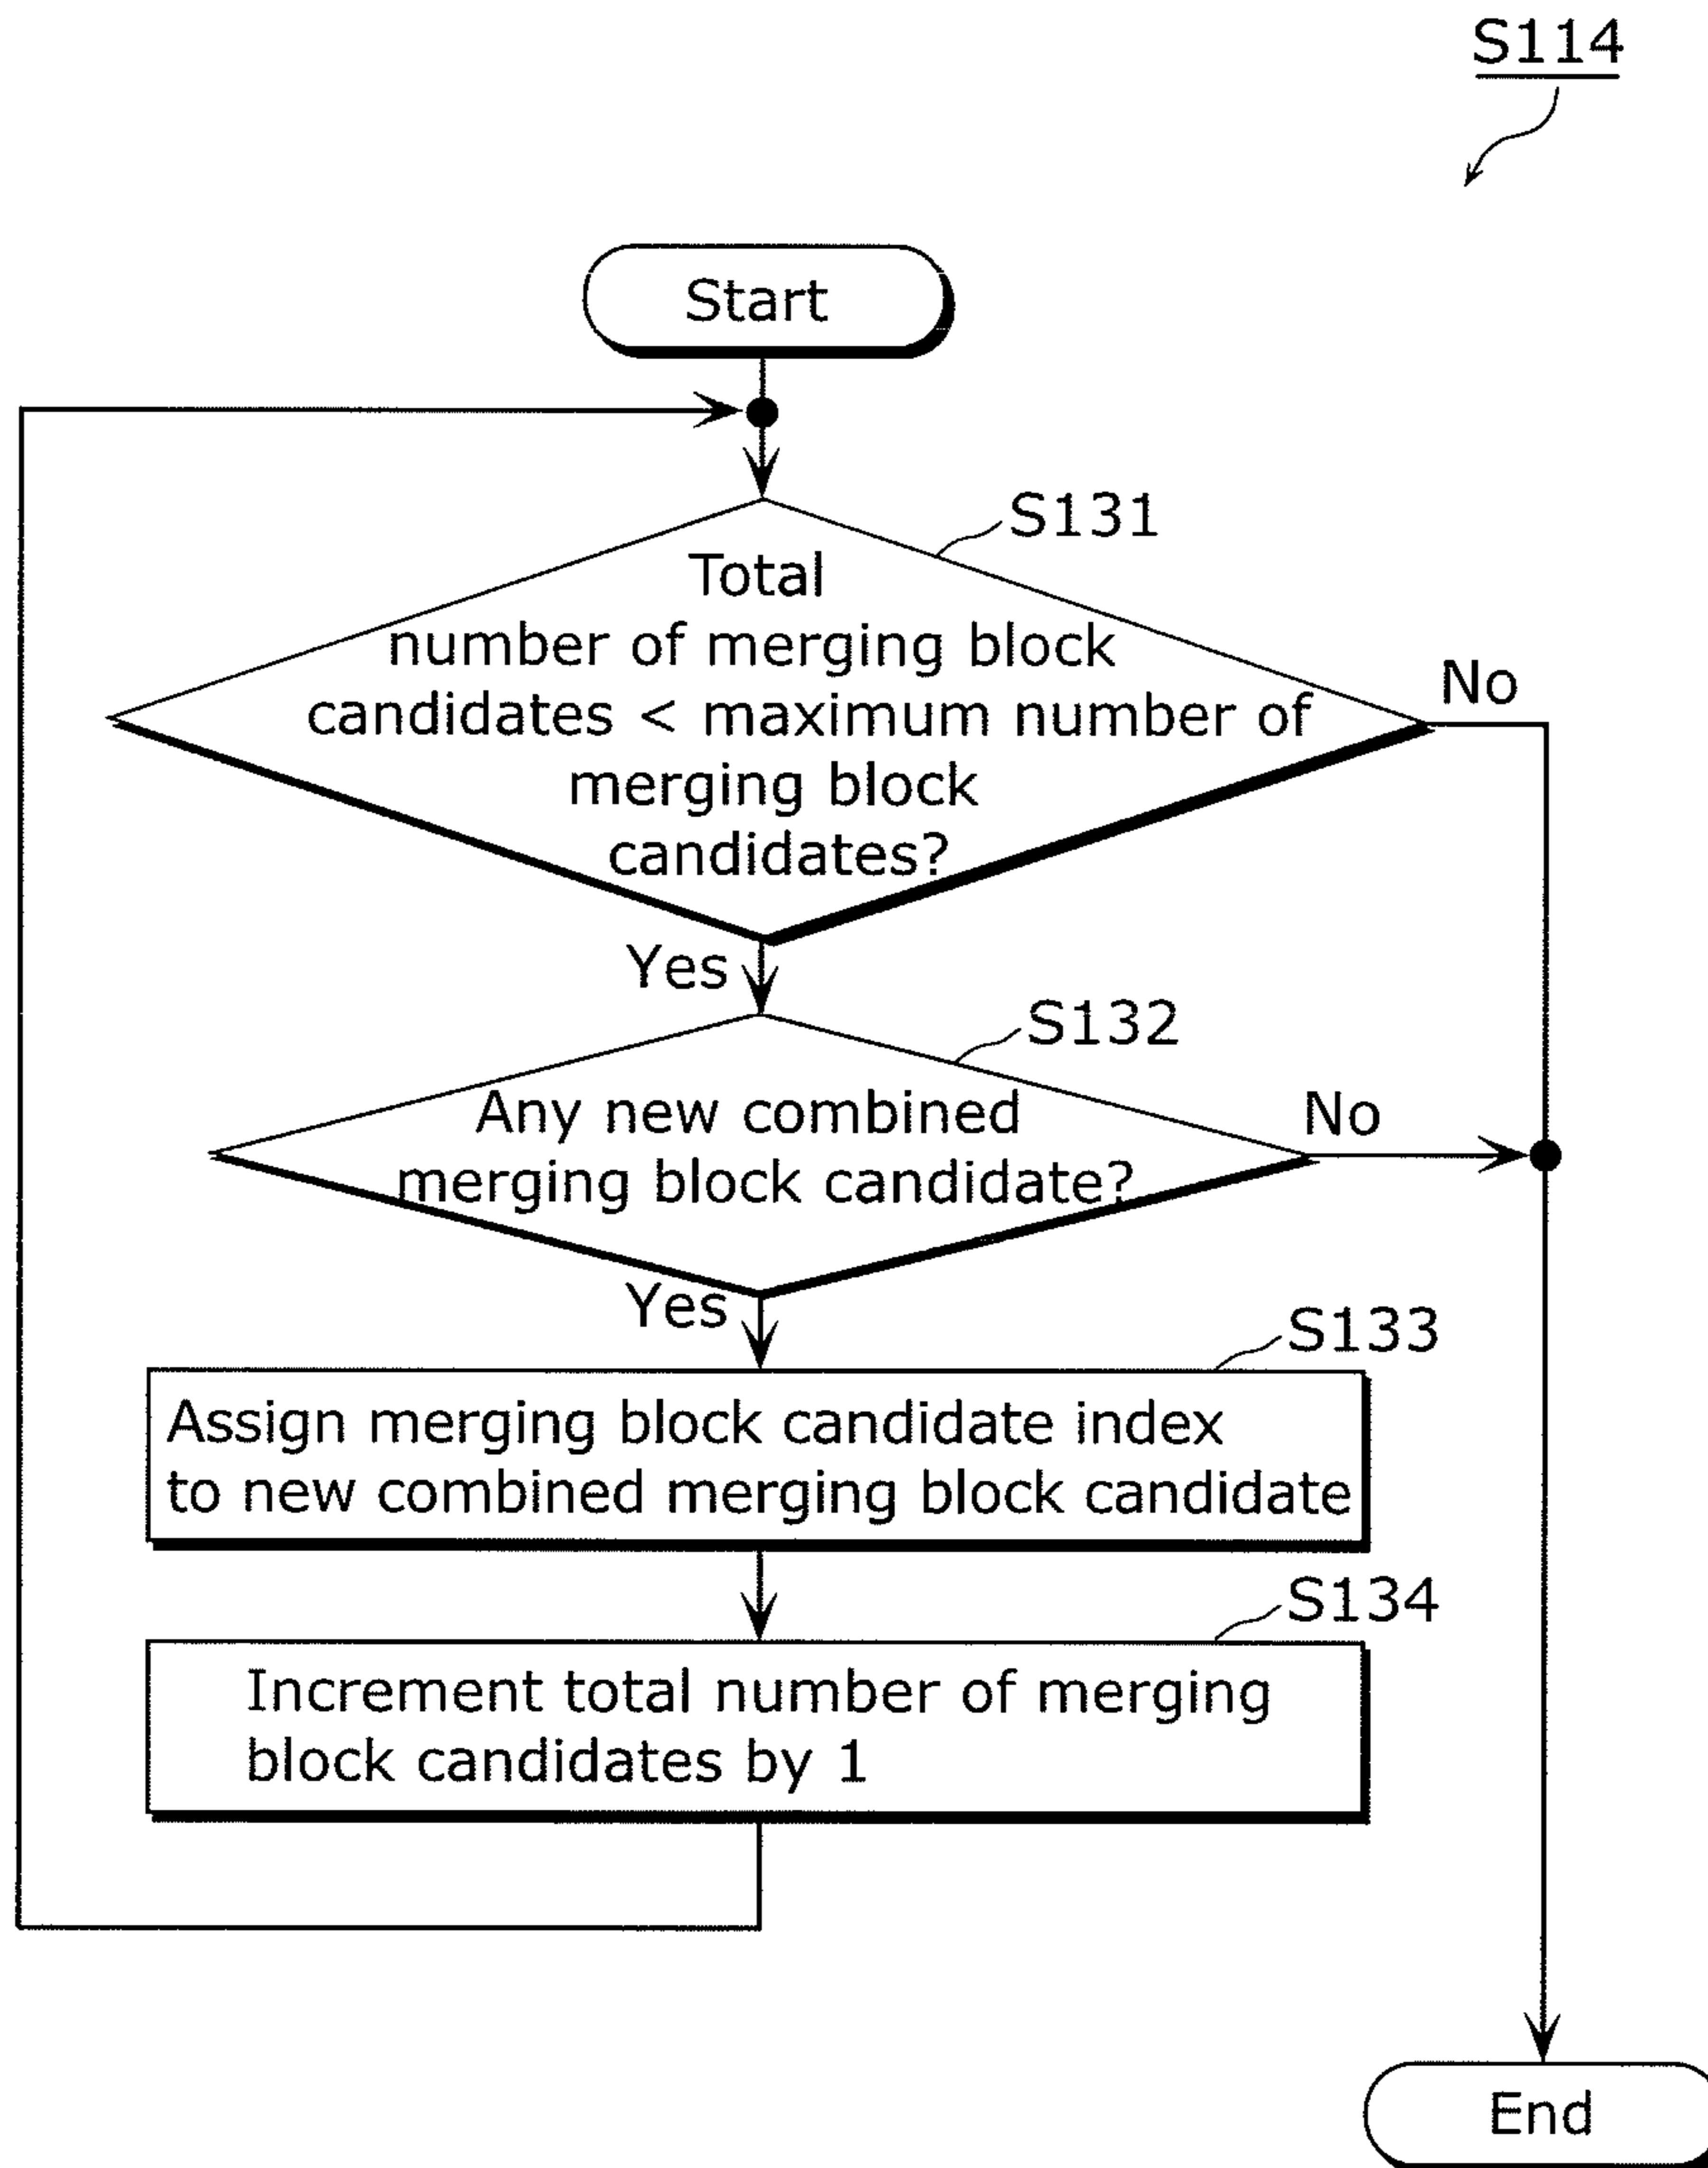 S114
Start
S131
Total
number of merging block
candidates < maximum number of
merging block
candidates?
No
Yes
S132
Any new combined
merging block candidate?
No
Yes
S133
Assign merging block candidate index
to new combined merging block candidate
S134
Increment total number of merging
block candidates by 1
End